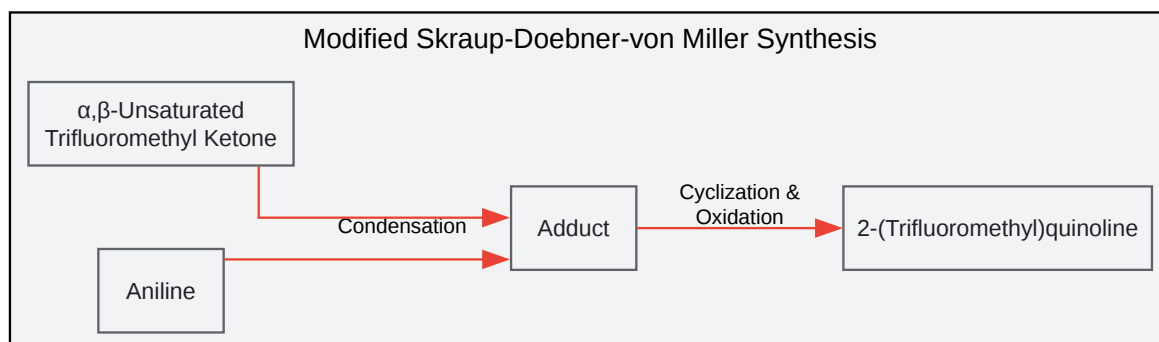 Modified Skraup-Doebner-von Miller Synthesis
α,β-Unsaturated
Trifluoromethyl Ketone
Condensation
Aniline
Adduct
Cyclization &
Oxidation
2-(Trifluoromethyl)quinoline